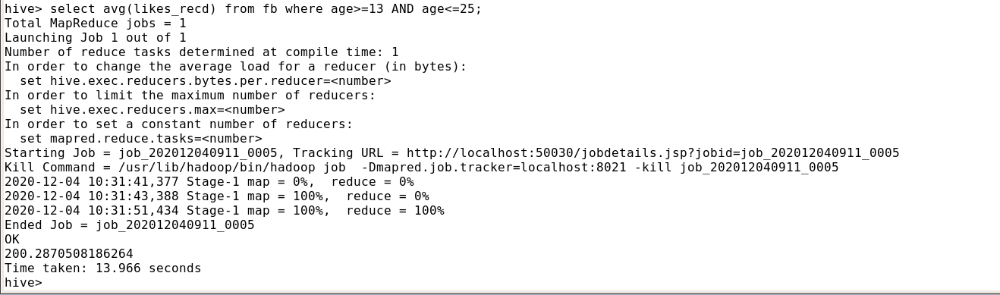 hive> select avg(likes_recd) from fb where age>=13 AND age<=25;
Total MapReduce jobs = 1
Launching Job 1 out of 1
Number of reduce tasks determined at compile time: 1
In order to change the average load for a reducer (in bytes):
  set hive.exec.reducers.bytes.per.reducer=<number>
In order to limit the maximum number of reducers:
  set hive.exec.reducers.max=<number>
In order to set a constant number of reducers:
  set mapred.reduce.tasks=<number>
Starting Job = job_202012040911_0005, Tracking URL = http://localhost:50030/jobdetails.jsp?jobid=job_202012040911_0005
Kill Command = /usr/lib/hadoop/bin/hadoop job  -Dmapred.job.tracker=localhost:8021 -kill job_202012040911_0005
2020-12-04 10:31:41,377 Stage-1 map = 0%,  reduce = 0%
2020-12-04 10:31:43,388 Stage-1 map = 100%,  reduce = 0%
2020-12-04 10:31:51,434 Stage-1 map = 100%,  reduce = 100%
Ended Job = job_202012040911_0005
OK
200.2870508186264
Time taken: 13.966 seconds
hive>